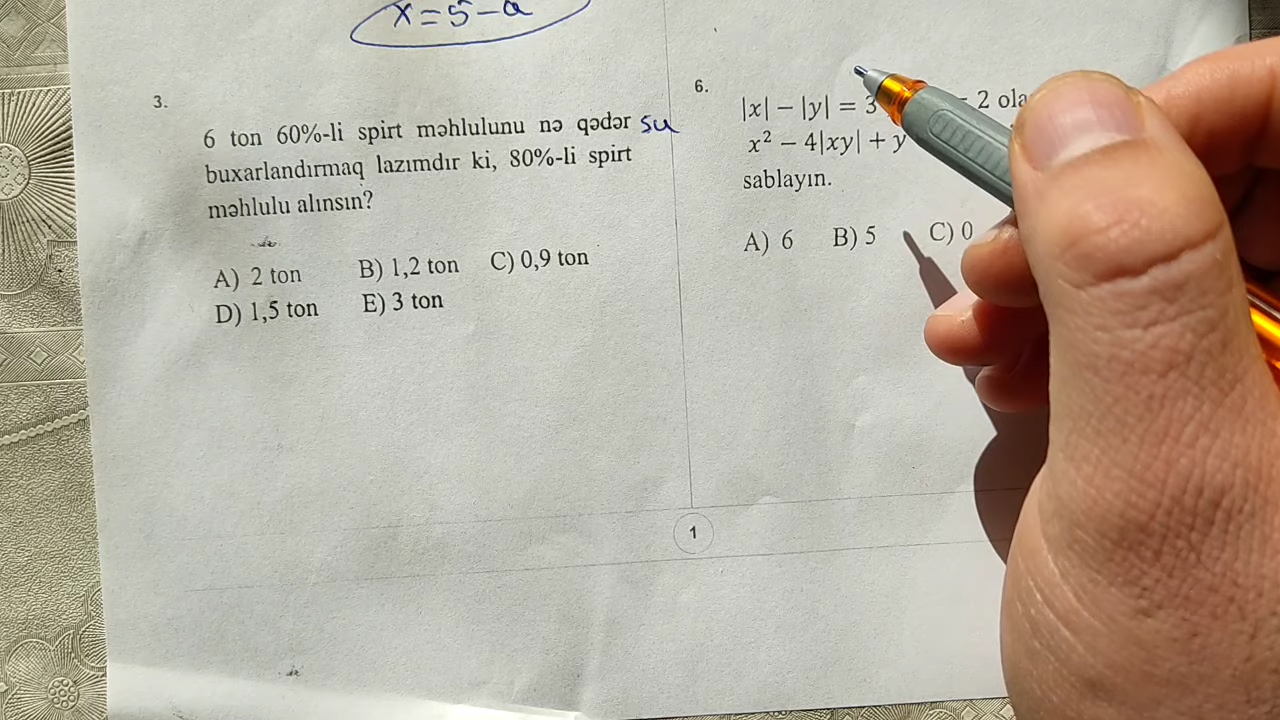 x=5-a
3.
6 ton 60%-li spirt məhlulunu nə qədər su
buxarlandırmaq lazımdır ki, 80%-li spirt
məhlulu alınsın?
A) 2 ton B) 1,2 ton C) 0,9 ton
D) 1,5 ton E) 3 ton
6.
|x| − |y| = 3 2 ola
x² − 4|xy| + y
sablayın.
A) 6 B) 5 C) 0
1